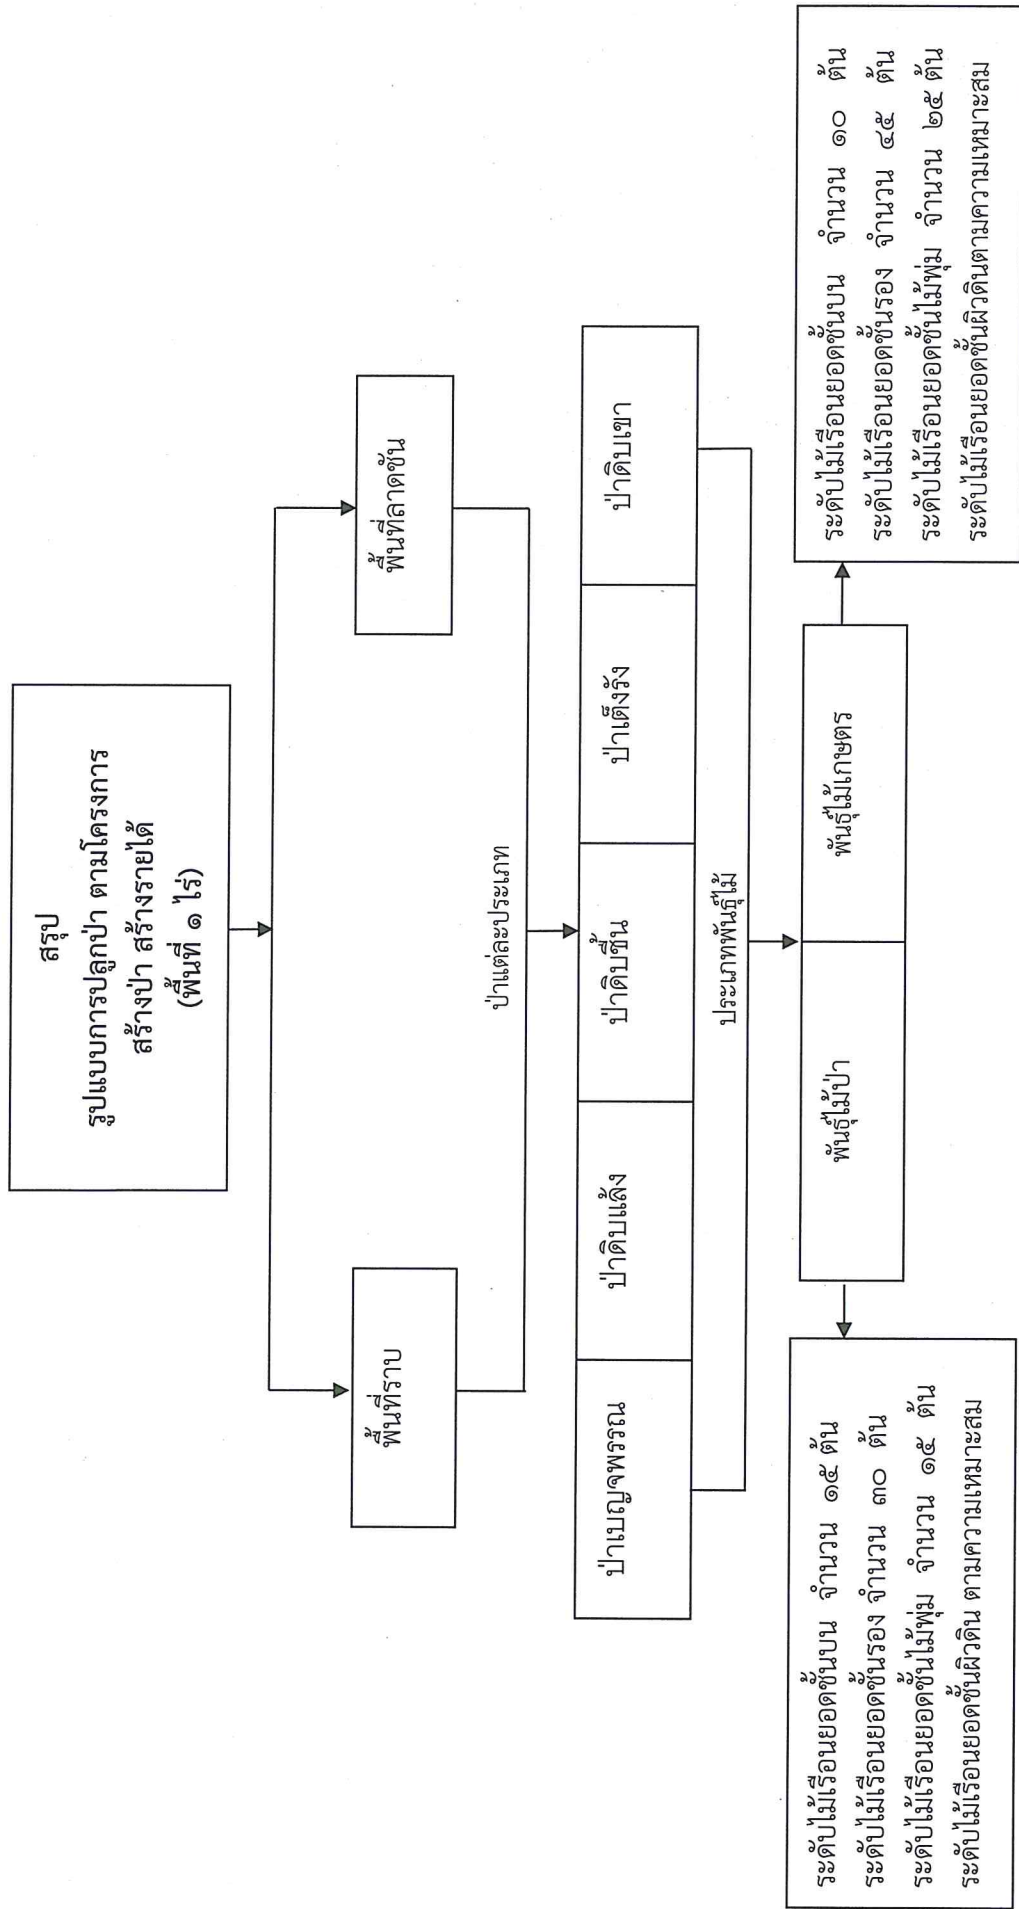 สรุป
รูปแบบการปลูกป่า ตามโครงการ
สร้างป่า สร้างรายได้
(พื้นที่ ๑ ไร่)
พื้นที่ราบ
พื้นที่ลาดชัน
ป่าแต่ละประเภท
ป่าเบญจพรรณ
ป่าดิบแล้ง
ป่าดิบชื้น
ป่าเต็งรัง
ป่าดิบเขา
ประเภทพันธุ์ไม้
พันธุ์ไม้ป่า
พันธุ์ไม้เกษตร
ระดับไม้เรือนยอดชั้นบน จำนวน ๑๕ ต้น
ระดับไม้เรือนยอดชั้นรอง จำนวน ๓๐ ต้น
ระดับไม้เรือนยอดชั้นไม้พุ่ม จำนวน ๑๕ ต้น
ระดับไม้เรือนยอดชั้นผิวดิน ตามความเหมาะสม
ระดับไม้เรือนยอดชั้นบน จำนวน ๑๐ ต้น
ระดับไม้เรือนยอดชั้นรอง จำนวน ๔๕ ต้น
ระดับไม้เรือนยอดชั้นไม้พุ่ม จำนวน ๒๕ ต้น
ระดับไม้เรือนยอดชั้นผิวดินตามความเหมาะสม